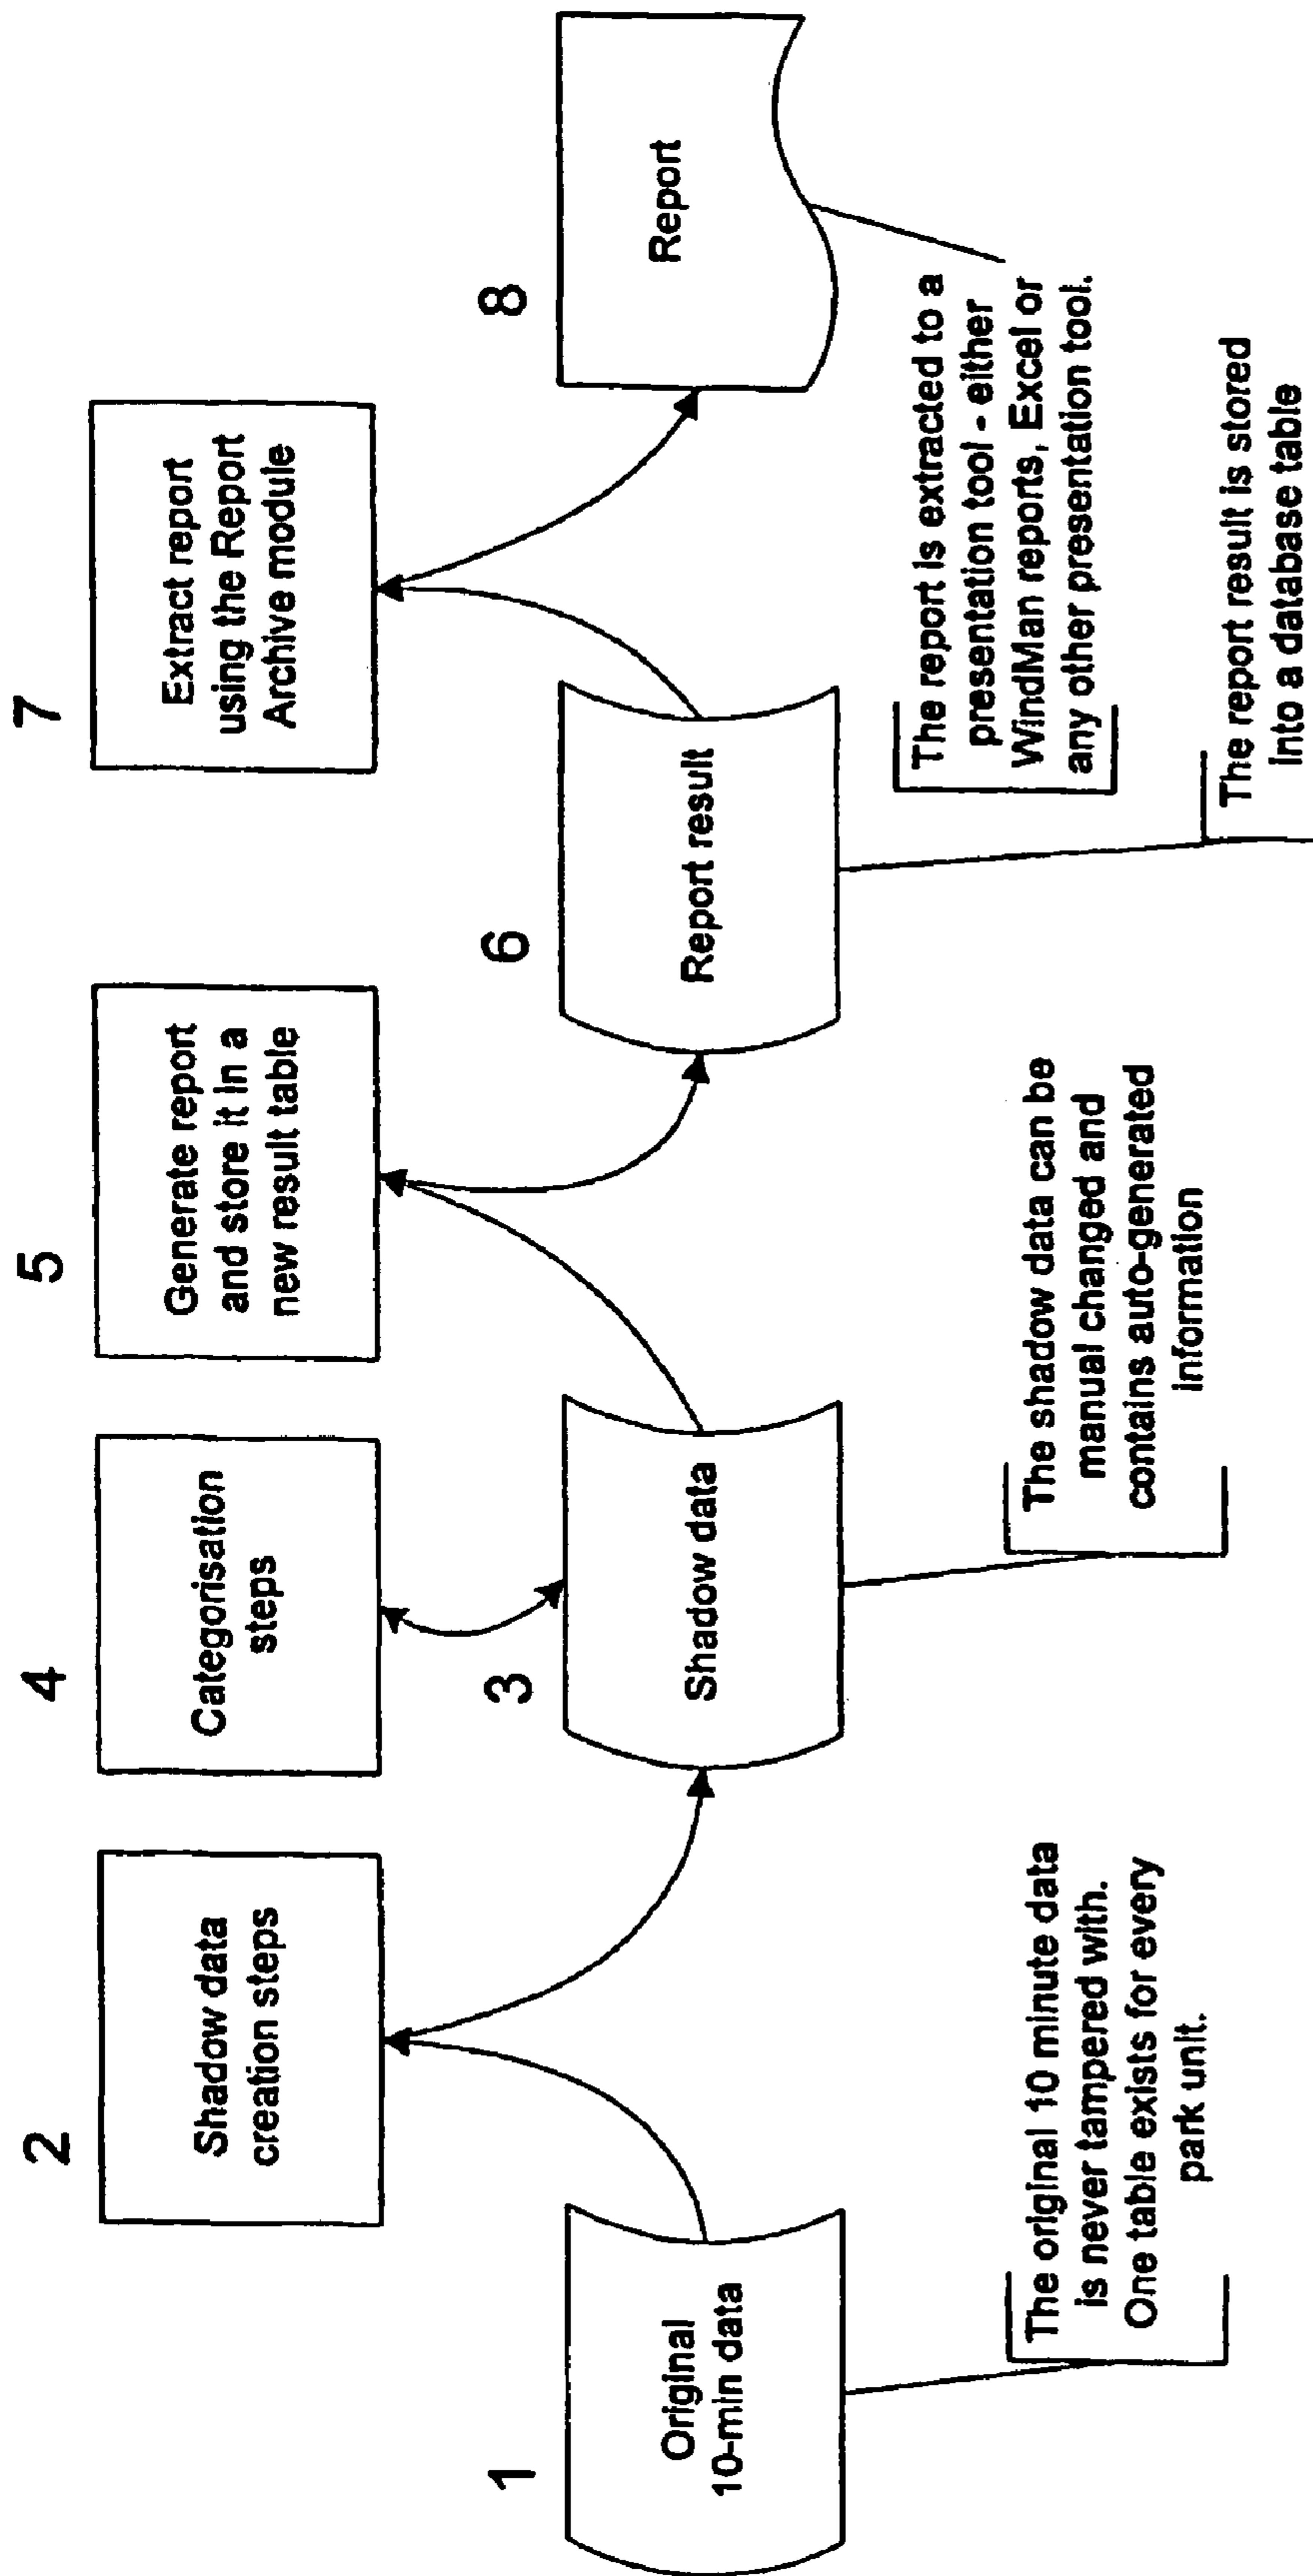 1
Original
10-min data
The original 10 minute data
is never tampered with.
One table exists for every
park unit.
2
Shadow data
creation steps
3
Shadow data
The shadow data can be
manual changed and
contains auto-generated
information
4
Categorisation
steps
5
Generate report
and store it in a
new result table
6
Report result
The report result is stored
into a database table
7
Extract report
using the Report
Archive module
8
Report
The report is extracted to a
presentation tool - either
WindMan reports, Excel or
any other presentation tool.